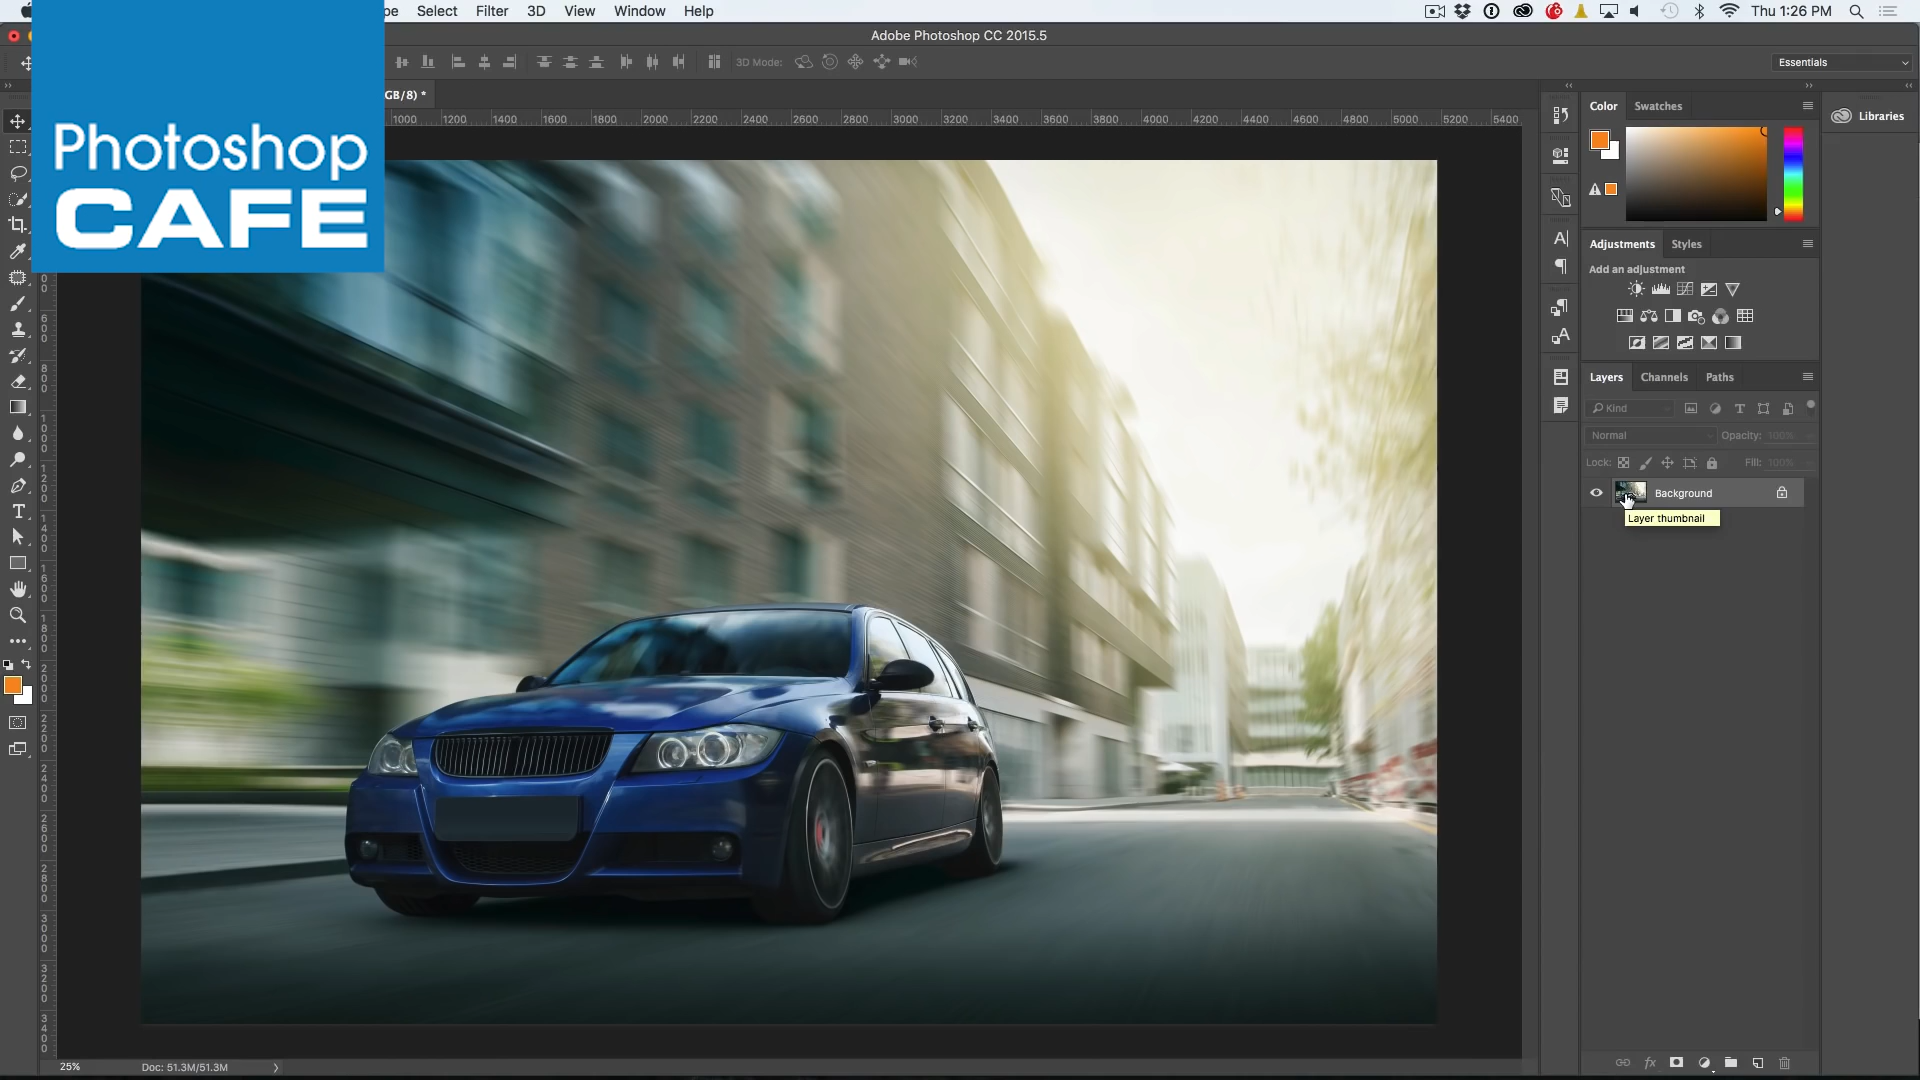 pe Select Filter 3D View Window Help
Thu 1:26 PM
Adobe Photoshop CC 2015.5
3D Mode:
Essentials
GB/8) *
1000 1200 1400 1600 1800 2000 2200 2400 2600 2800 3000 3200 3400 3600 3800 4000 4200 4400 4600 4800 5000 5200 5400
Photoshop
CAFE
Color Swatches
Libraries
Adjustments Styles
Add an adjustment
Layers Channels Paths
Kind
Normal Opacity: 100%
Lock: Fill: 100%
Background
Layer thumbnail
fx
25% Doc: 51.3M/51.3M